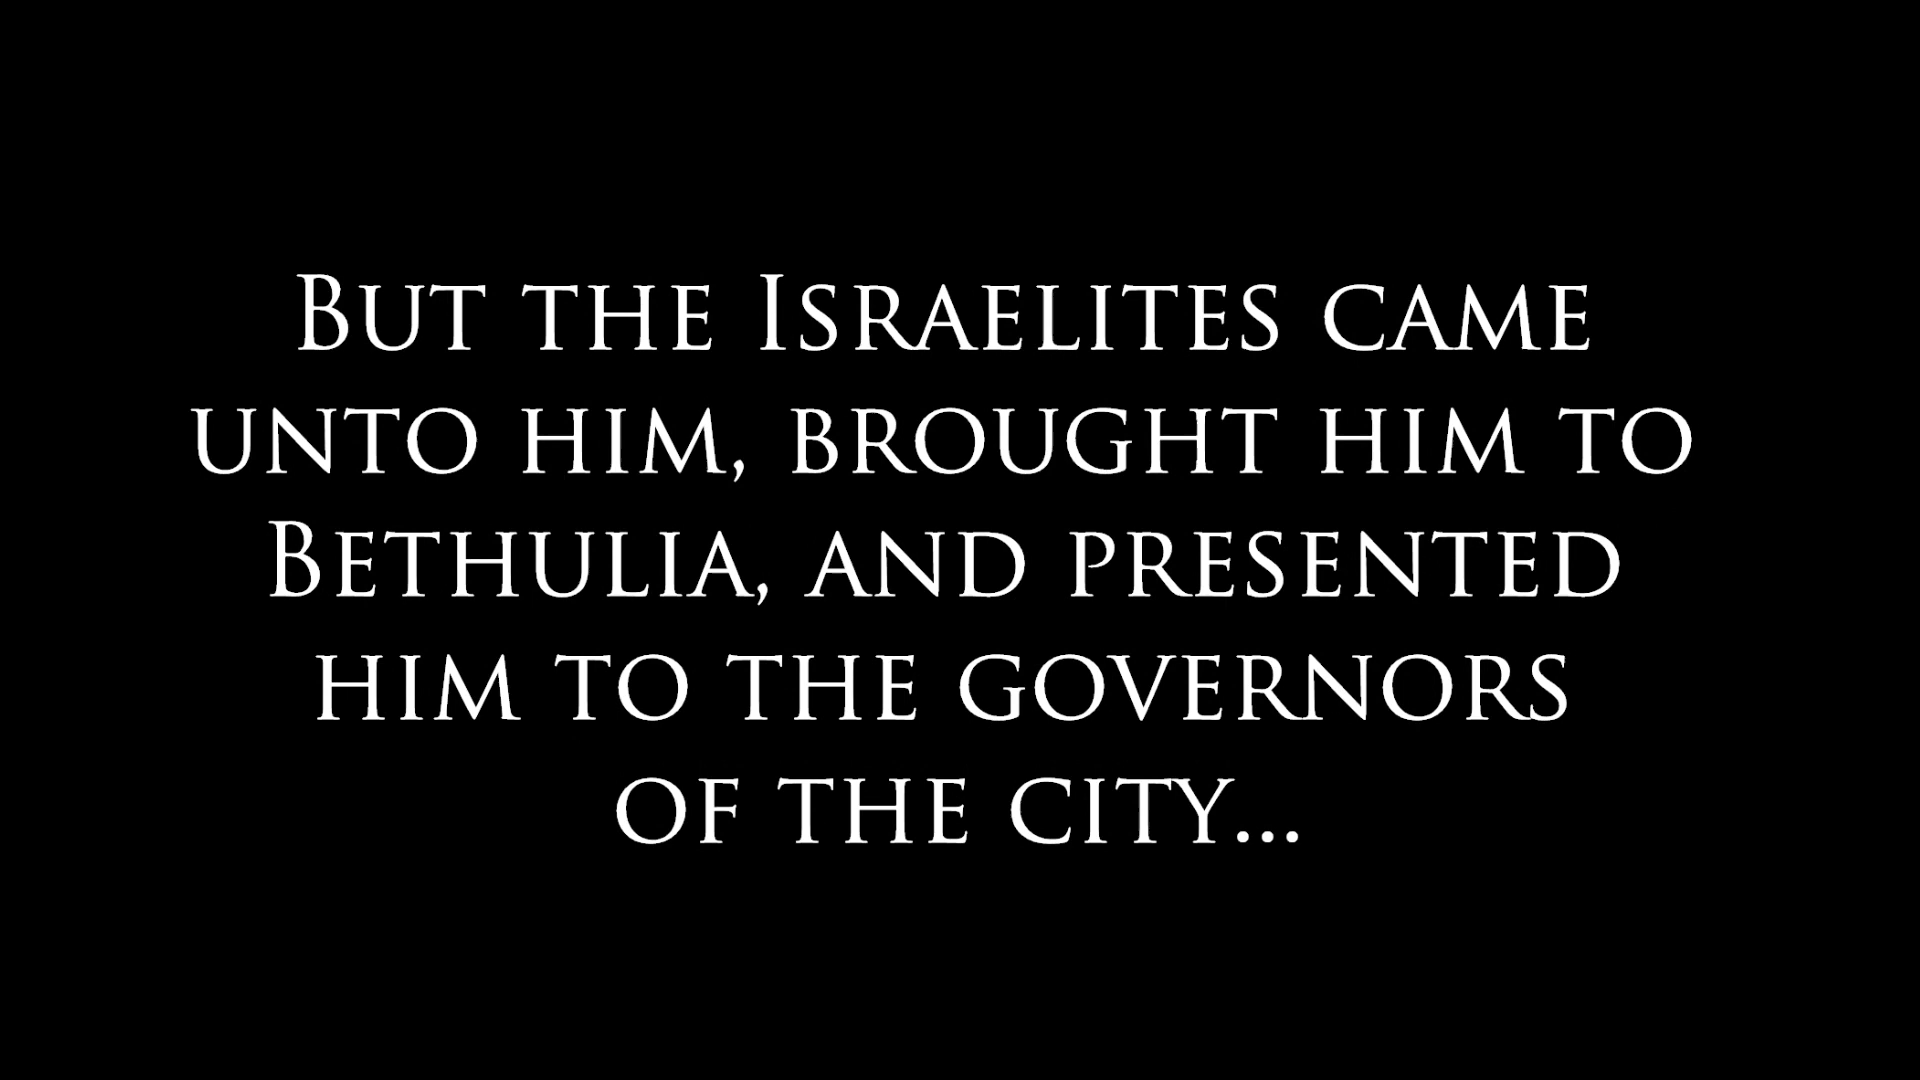 But the Israelites came
unto him, brought him to
Bethulia, and presented
him to the governors
of the city...